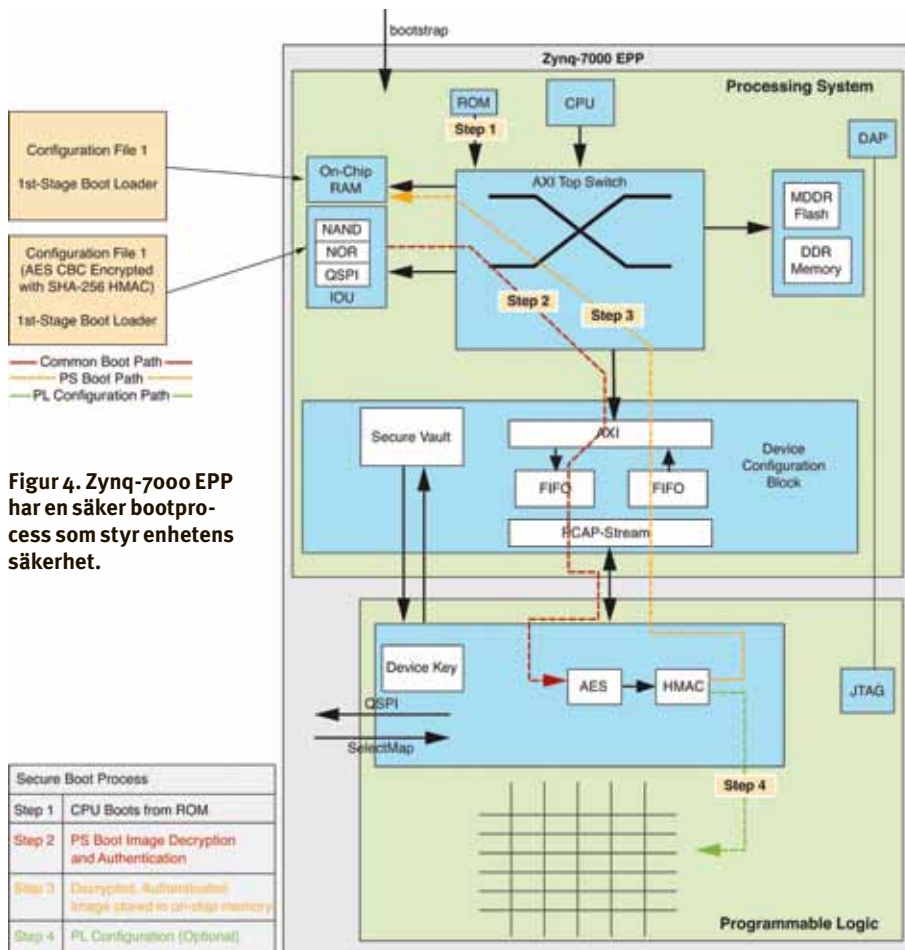 bootstrap
Zynq-7000 EPP
Processing System
ROM
CPU
Step 1
DAP
Configuration File 1
1st-Stage Boot Loader
On-Chip
RAM
AXI Top Switch
MDDR
Flash
DDR
Memory
NAND
NOR
QSPI
IOU
Configuration File 1
(AES CBC Encrypted
with SHA-256 HMAC)
1st-Stage Boot Loader
Step 2
Step 3
Common Boot Path
PS Boot Path
PL Configuration Path
Secure Vault
AXI
Device
Configuration
Block
FIFO
FIFO
PCAP-Stream
Figur 4. Zynq-7000 EPP
har en säker bootpro-
cess som styr enhetens
säkerhet.
Device Key
AES
HMAC
JTAG
QSPI
SelectMap
Step 4
Secure Boot Process
Step 1 CPU Boots from ROM
Step 2 PS Boot Image Decryption
and Authentication
Step 3 Decrypted, Authenticated
Image stored in on-chip memory
Step 4 PL Configuration (Optional)
Programmable Logic